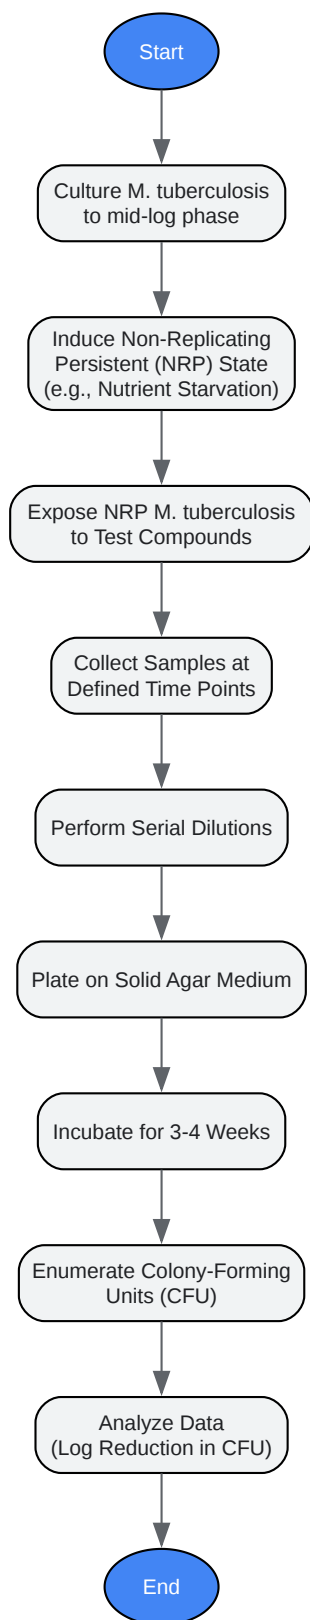 Start
Culture M. tuberculosis
to mid-log phase
Induce Non-Replicating
Persistent (NRP) State
(e.g., Nutrient Starvation)
Expose NRP M. tuberculosis
to Test Compounds
Collect Samples at
Defined Time Points
Perform Serial Dilutions
Plate on Solid Agar Medium
Incubate for 3-4 Weeks
Enumerate Colony-Forming
Units (CFU)
Analyze Data
(Log Reduction in CFU)
End